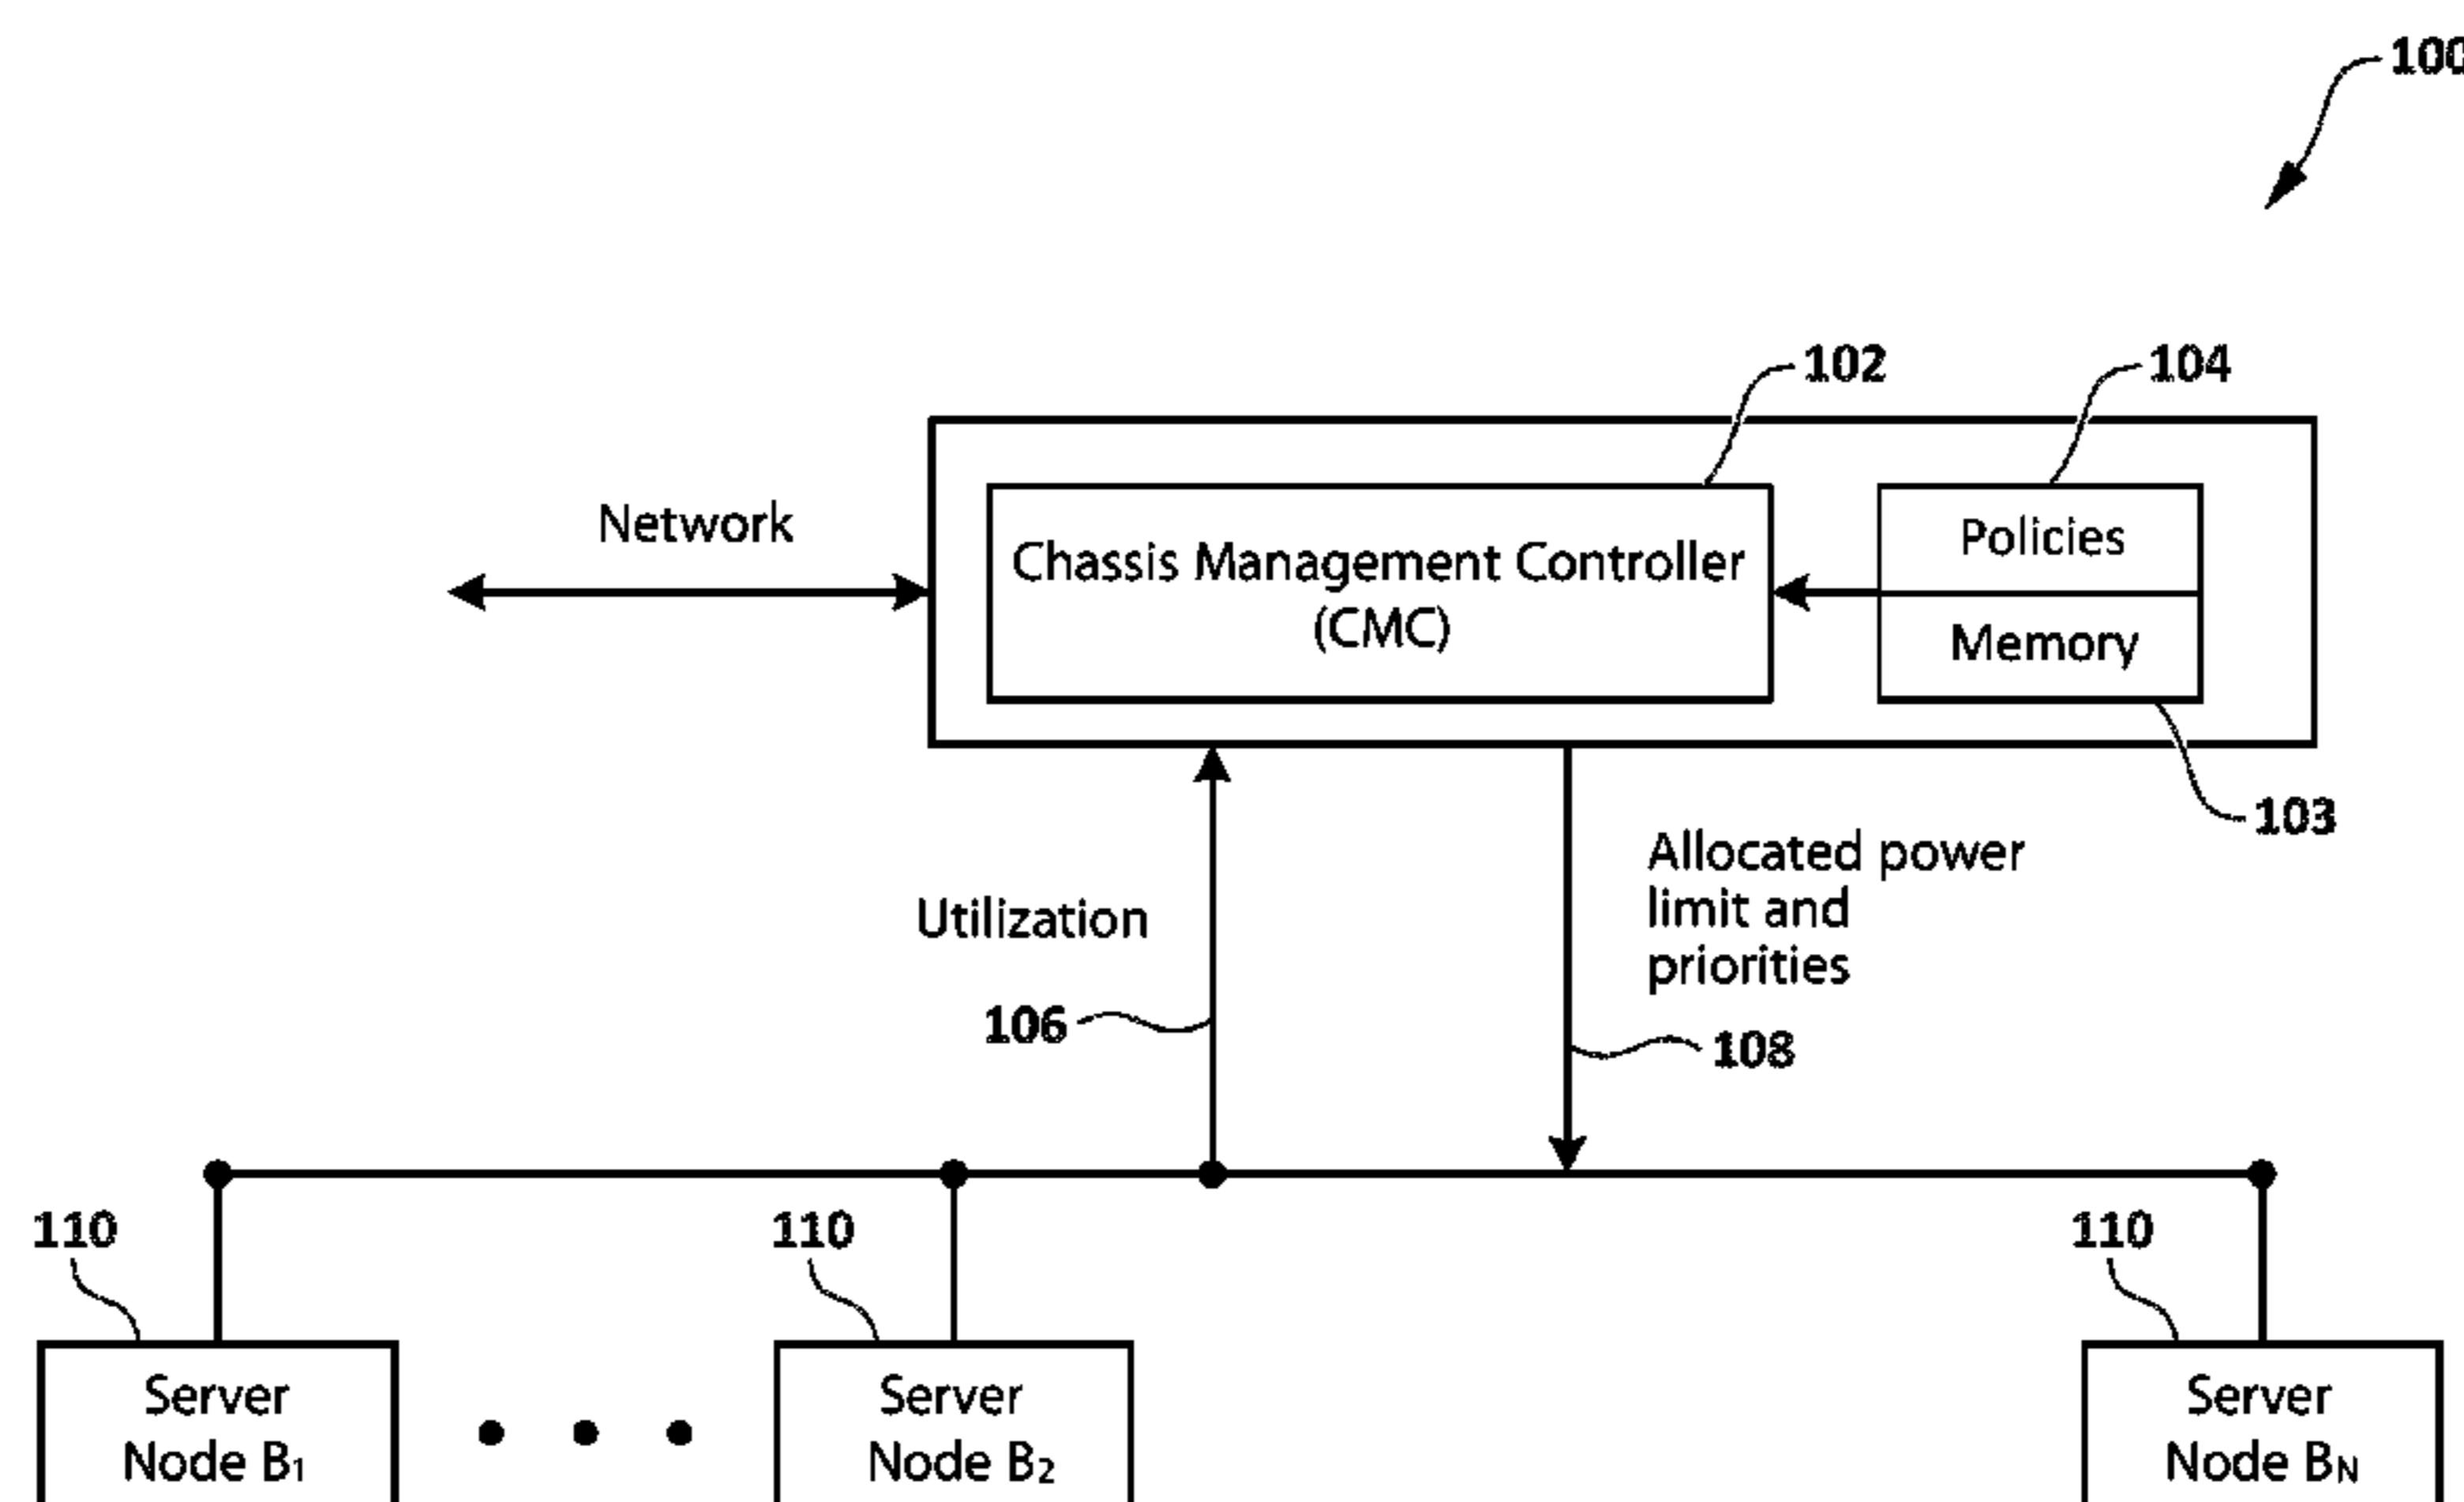 100
102
104
Network
Chassis Management Controller
(CMC)
Policies
Memory
103
Allocated power
limit and
priorities
Utilization
106
108
110
110
110
Server
Node B1
Server
Node B2
Server
Node BN